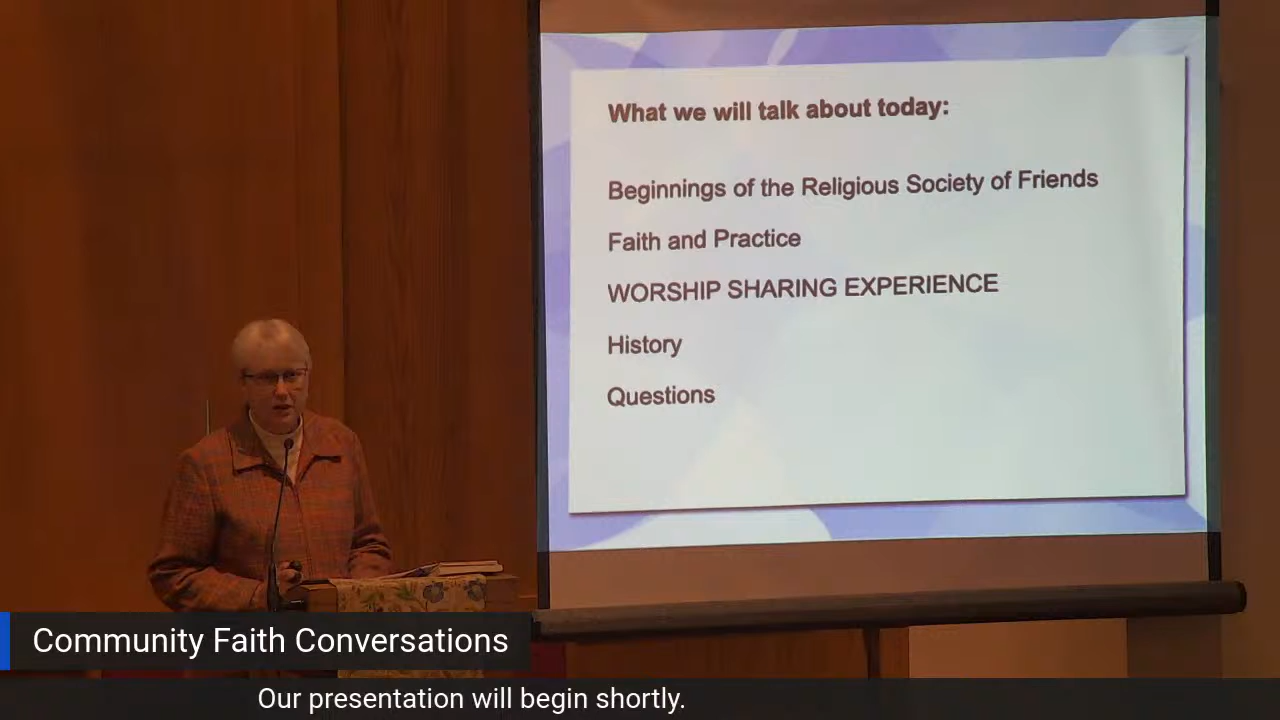 What we will talk about today:
Beginnings of the Religious Society of Friends
Faith and Practice
WORSHIP SHARING EXPERIENCE
History
Questions
Community Faith Conversations
Our presentation will begin shortly.